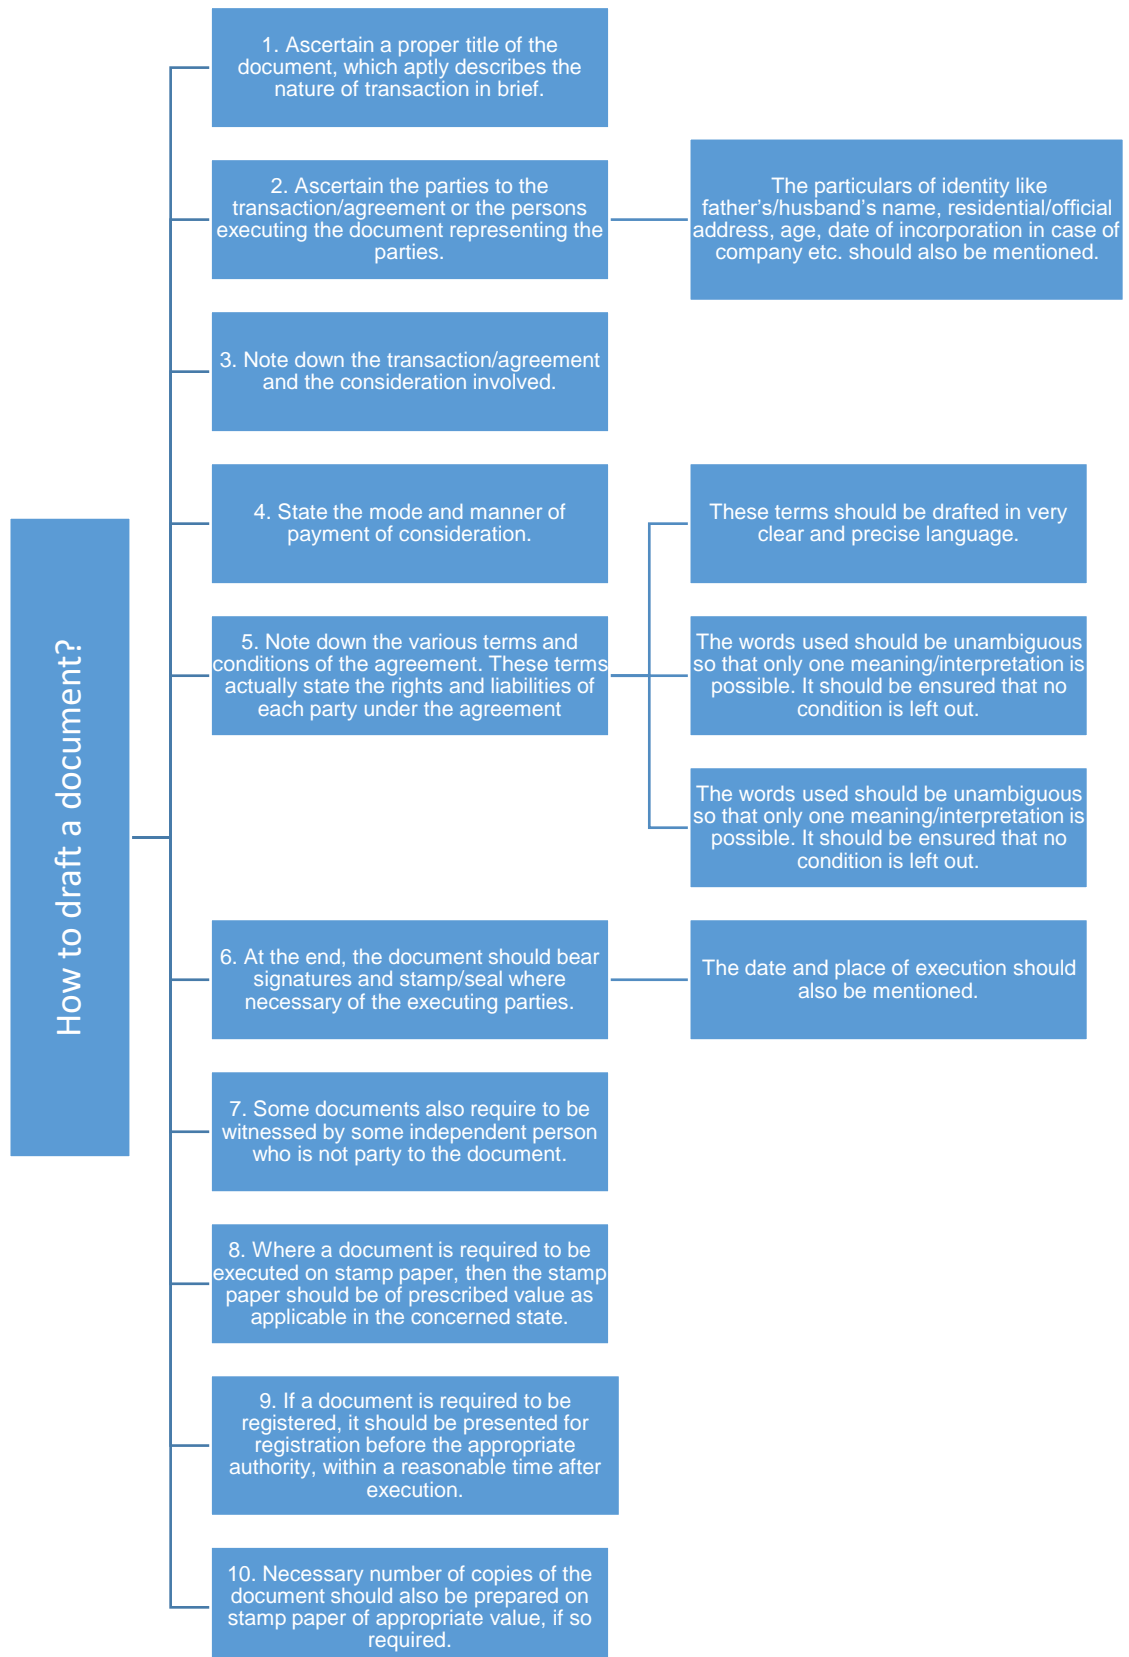 How to draft a document?
1. Ascertain a proper title of the
document, which aptly describes the
nature of transaction in brief.
2. Ascertain the parties to the
transaction/agreement or the persons
executing the document representing the
parties.
The particulars of identity like
father’s/husband’s name, residential/official
address, age, date of incorporation in case of
company etc. should also be mentioned.
3. Note down the transaction/agreement
and the consideration involved.
4. State the mode and manner of
payment of consideration.
5. Note down the various terms and
conditions of the agreement. These terms
actually state the rights and liabilities of
each party under the agreement
These terms should be drafted in very
clear and precise language.
The words used should be unambiguous
so that only one meaning/interpretation is
possible. It should be ensured that no
condition is left out.
The words used should be unambiguous
so that only one meaning/interpretation is
possible. It should be ensured that no
condition is left out.
6. At the end, the document should bear
signatures and stamp/seal where
necessary of the executing parties.
The date and place of execution should
also be mentioned.
7. Some documents also require to be
witnessed by some independent person
who is not party to the document.
8. Where a document is required to be
executed on stamp paper, then the stamp
paper should be of prescribed value as
applicable in the concerned state.
9. If a document is required to be
registered, it should be presented for
registration before the appropriate
authority, within a reasonable time after
execution.
10. Necessary number of copies of the
document should also be prepared on
stamp paper of appropriate value, if so
required.